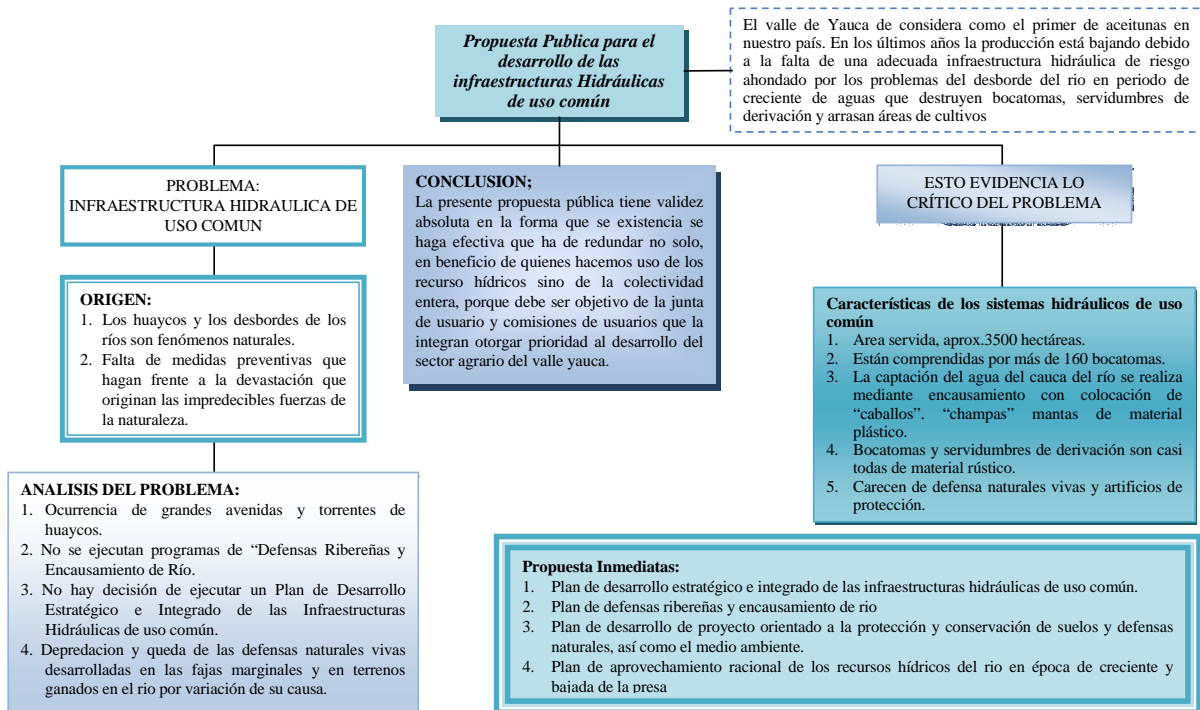 Propuesta Publica para el
desarrollo de las
infraestructuras Hidráulicas
de uso común
El valle de Yauca de considera como el primer de aceitunas en
nuestro país. En los últimos años la producción está bajando debido
a la falta de una adecuada infraestructura hidráulica de riesgo
ahondado por los problemas del desborde del rio en periodo de
creciente de aguas que destruyen bocatomas, servidumbres de
derivación y arrasan áreas de cultivos
PROBLEMA:
INFRAESTRUCTURA HIDRAULICA DE
USO COMUN
CONCLUSION;
La presente propuesta pública tiene validez
absoluta en la forma que se existencia se
haga efectiva que ha de redundar no solo,
en beneficio de quienes hacemos uso de los
recurso hídricos sino de la colectividad
entera, porque debe ser objetivo de la junta
de usuario y comisiones de usuarios que la
integran otorgar prioridad al desarrollo del
sector agrario del valle yauca.
ESTO EVIDENCIA LO
CRÍTICO DEL PROBLEMA
ORIGEN:
1. Los huaycos y los desbordes de los
ríos son fenómenos naturales.
2. Falta de medidas preventivas que
hagan frente a la devastación que
originan las impredecibles fuerzas de
la naturaleza.
Características de los sistemas hidráulicos de uso
común
1. Area servida, aprox.3500 hectáreas.
2. Están comprendidas por más de 160 bocatomas.
3. La captación del agua del cauca del río se realiza
mediante encausamiento con colocación de
“caballos”. “champas” mantas de material
plástico.
4. Bocatomas y servidumbres de derivación son casi
todas de material rústico.
5. Carecen de defensa naturales vivas y artificios de
protección.
ANALISIS DEL PROBLEMA:
1. Ocurrencia de grandes avenidas y torrentes de
huaycos.
2. No se ejecutan programas de “Defensas Ribereñas y
Encausamiento de Río.
3. No hay decisión de ejecutar un Plan de Desarrollo
Estratégico e Integrado de las Infraestructuras
Hidráulicas de uso común.
4. Depredacion y queda de las defensas naturales vivas
desarrolladas en las fajas marginales y en terrenos
ganados en el rio por variación de su causa.
Propuesta Inmediatas:
1. Plan de desarrollo estratégico e integrado de las infraestructuras hidráulicas de uso común.
2. Plan de defensas ribereñas y encausamiento de rio
3. Plan de desarrollo de proyecto orientado a la protección y conservación de suelos y defensas
naturales, así como el medio ambiente.
4. Plan de aprovechamiento racional de los recursos hídricos del rio en época de creciente y
bajada de la presa